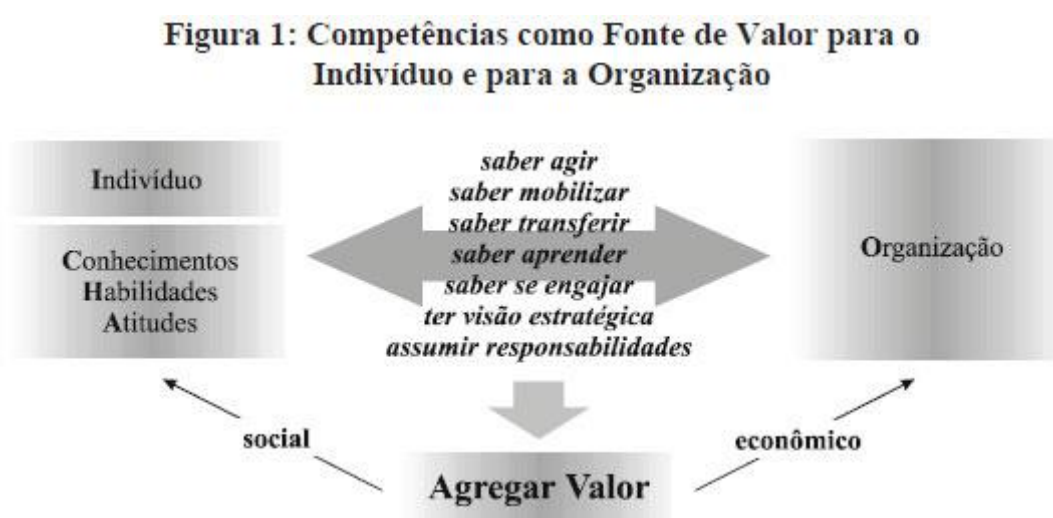 Figura 1: Competências como Fonte de Valor para o
Indivíduo e para a Organização
Indivíduo
Conhecimentos
Habilidades
Atitudes
saber agir
saber mobilizar
saber transferir
saber aprender
saber se engajar
ter visão estratégica
assumir responsabilidades
Organização
social
econômico
Agregar Valor